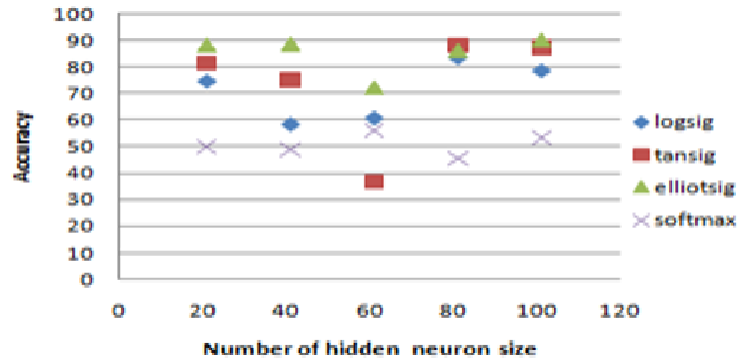 100
90
80
70
60
50
40
30
20
10
0
Accuracy
0 20 40 60 80 100 120
Number of hidden neuron size
logsig
tansig
elliotsig
softmax